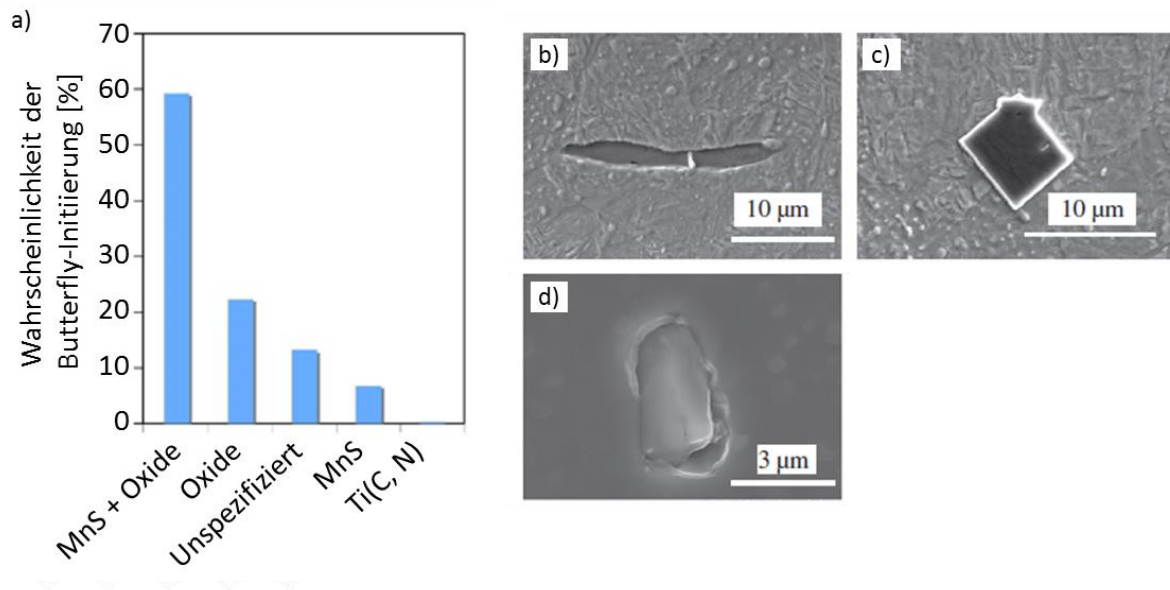 a)
Wahrscheinlichkeit der
Butterfly-Initiierung [%]
70
60
50
40
30
20
10
0
MnS + Oxide
Oxide
Unspezifiziert
MnS
Ti(C, N)
b)
10 µm
c)
10 µm
d)
3 µm